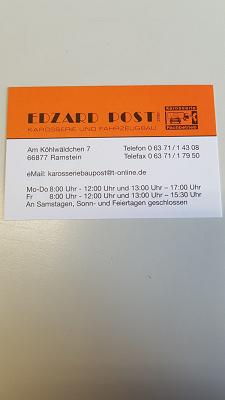 EDZARD POST
Karosserie
KAROSSERIE UND FAHRZEUGBAU
Am Köhlwäldchen 7 Telefon 0 63 71 / 1 43 08
66877 Ramstein Telefax 0 63 71 / 1 79 50
eMail: karosseriebaupost@t-online.de
Mo-Do 8:00 Uhr - 12:00 Uhr und 13:00 Uhr – 17:00 Uhr
Fr 8:00 Uhr - 12:00 Uhr und 13:00 Uhr – 15:30 Uhr
An Samstagen, Sonn- und Feiertagen geschlossen